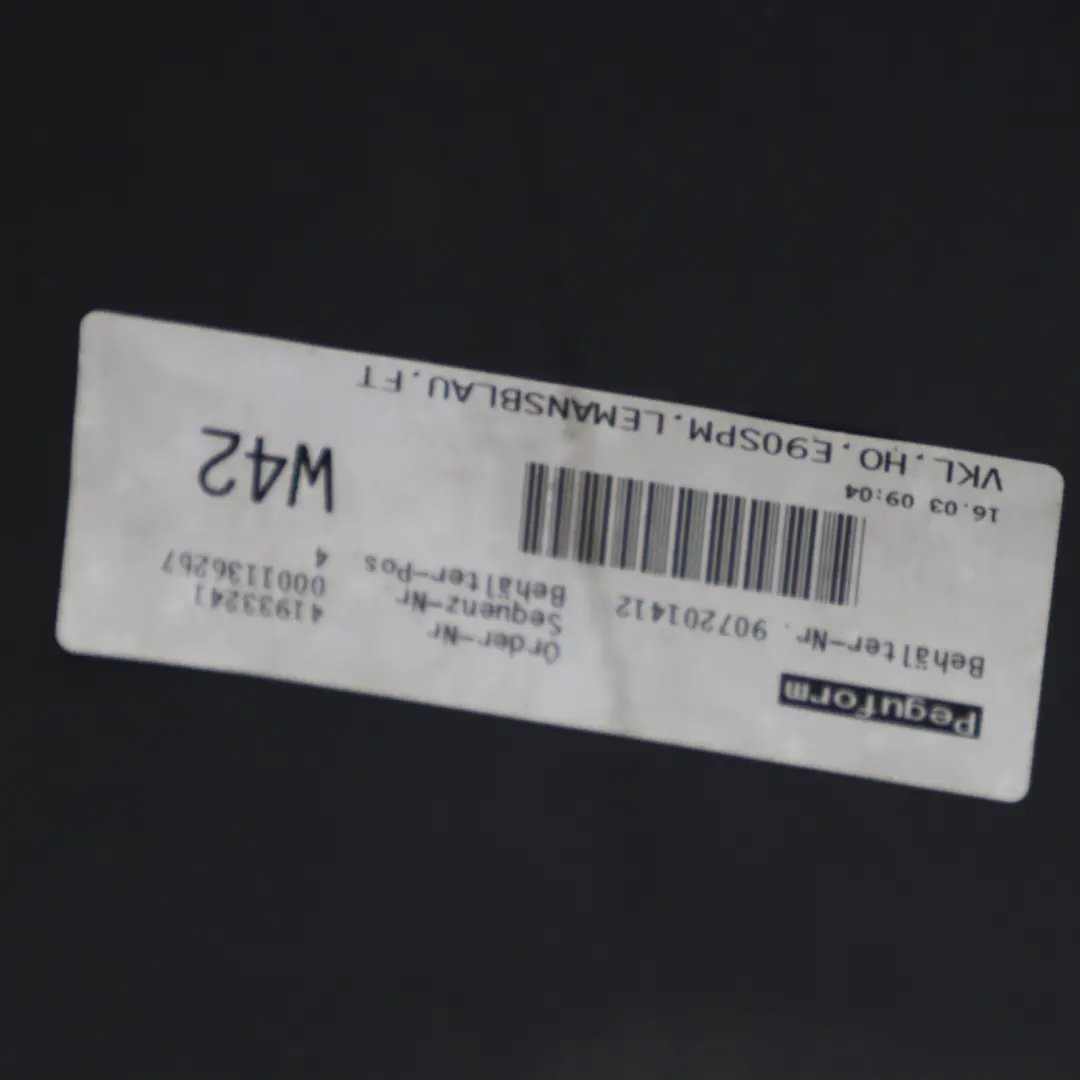 Peguform
Behälter-Nr. 907201412
Order-Nr 41933241
Sequenz-Nr. 0001136267
Behälter-Pos 4
16.03 09:04
W42
VKL.HO.E90SPM.LEMANSBLAU.FT